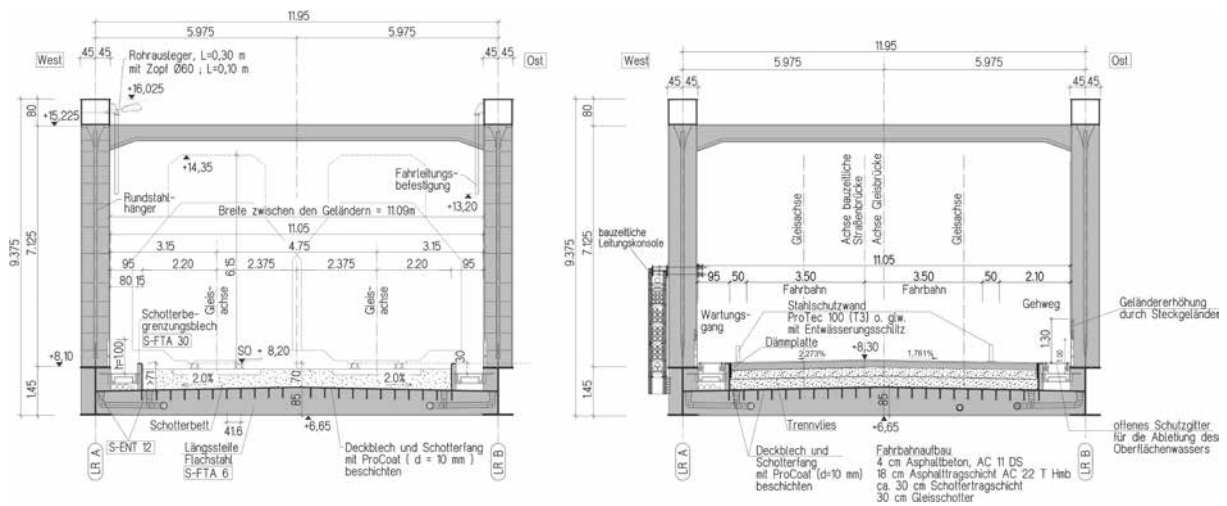 11.95
5.975
5.975
45 45
45 45
West
Ost
Rohrausleger, L=0,30 m
mit Zopf Ø60 ; L=0,10 m
+16,025
80
+15,225
+14,35
Fahrleitungs-
befestigung
+13,20
Rundstahl-
hänger
Breite zwischen den Geländern = 11.09m
11.05
3.15
4.75
3.15
95
2.20
2.375
2.375
2.20
95
80
15
6.15
9.375
7.125
Gleis-
achse
Gleis-
achse
Schotterbe-
grenzungsblech
S-FTA 30
h=1.00
SO + 8,20
30
+8,10
>71
2.0%
70
2.0%
1.45
85
Schotterbett
+6,65
41.6
S-ENT 12
Längssteife
Flachstahl
S-FTA 6
Deckblech und Schotterfang
mit ProCoat ( d = 10 mm )
beschichten
LR A
LR B
11.95
5.975
5.975
45 45
45 45
West
Ost
80
9.375
7.125
Gleisachse
Achse bauzeitliche
Straßenbrücke
Achse Gleisbrücke
Gleisachse
bauzeitliche
Leitungskonsole
11.05
95
50
3.50
3.50
50
2.10
Fahrbahn
Fahrbahn
Gehweg
Wartungs-
gang
Stahlschutzwand
ProTec 100 (T3) o. glw.
mit Entwässerungsschlitz
Geländererhöhung
durch Steckgeländer
1.30
1.00
Dämmplatte
+8,30
2,273%
1,761%
1.45
85
Trennvlies
+6,65
offenes Schutzgitter
für die Ableitung des
Oberflächenwassers
Deckblech und
Schotterfang
mit ProCoat (d=10 mm)
beschichten
Fahrbahnaufbau
4 cm Asphaltbeton, AC 11 DS
18 cm Asphalttragschicht AC 22 T Hmb
ca. 30 cm Schottertragschicht
30 cm Gleisschotter
LR A
LR B